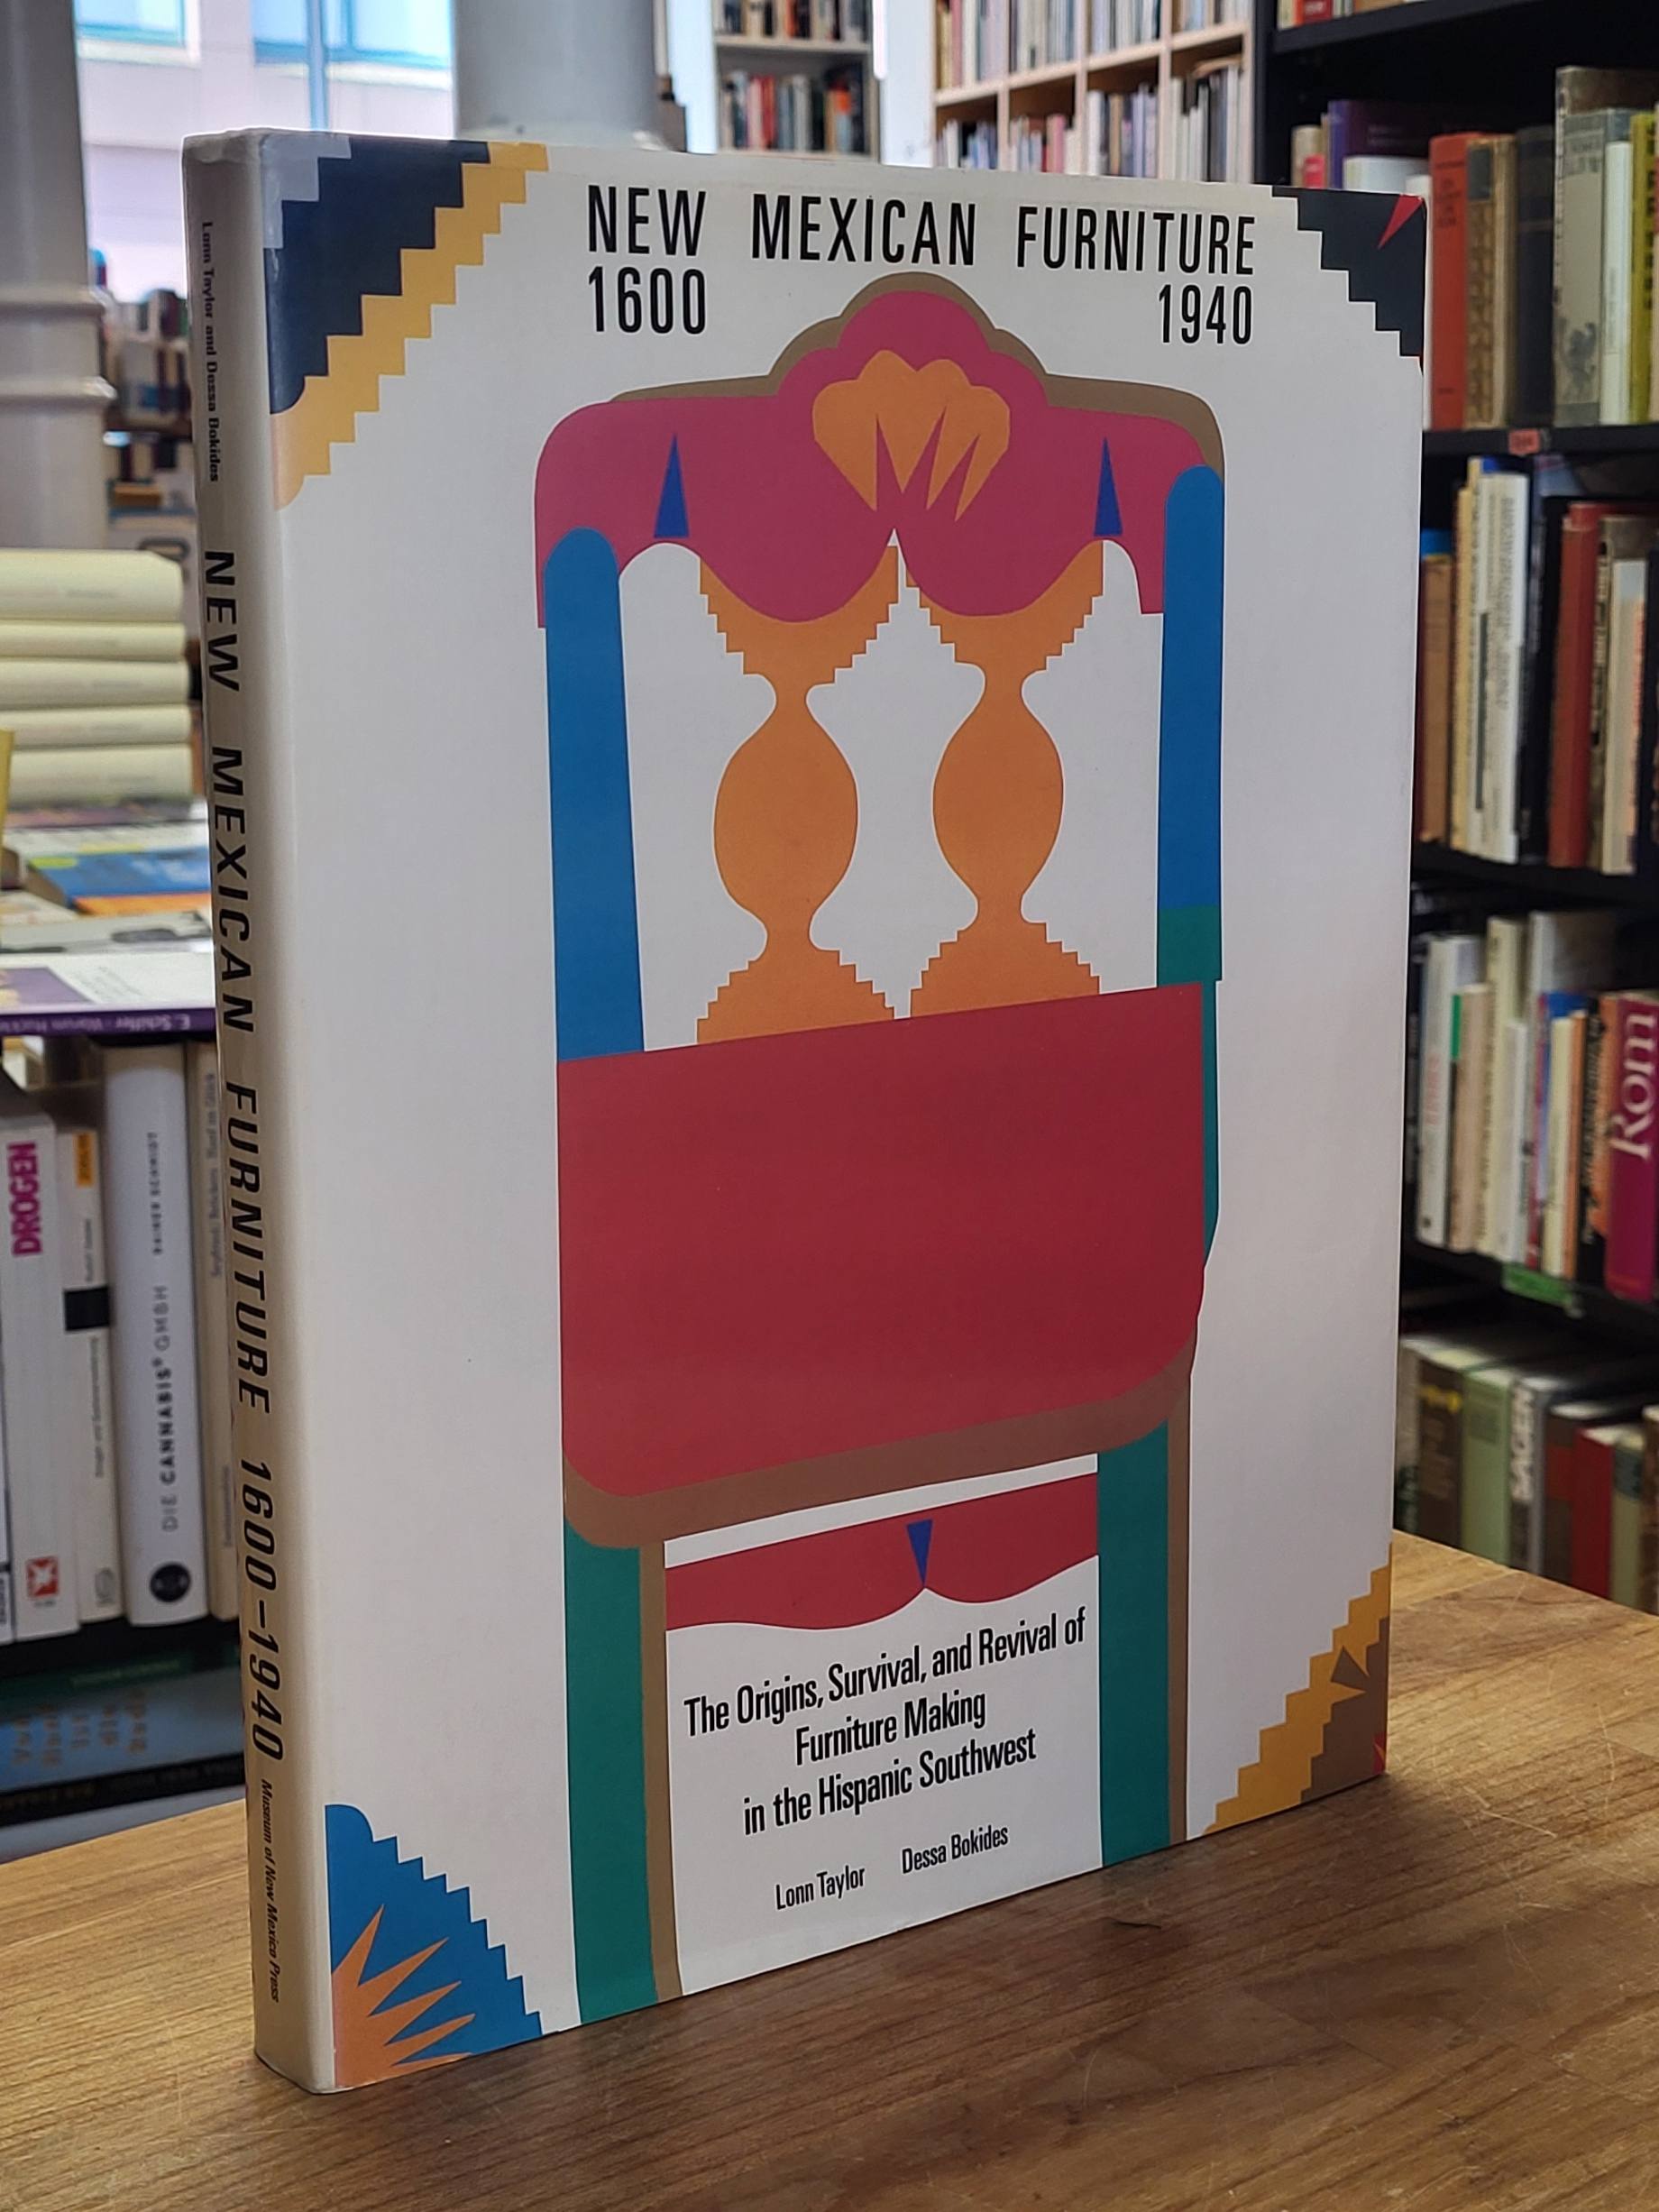 NEW MEXICAN FURNITURE
1600 1940
The Origins, Survival, and Revival of
Furniture Making
in the Hispanic Southwest
Lonn Taylor Dessa Bokides
Lonn Taylor and Dessa Bokides
NEW MEXICAN FURNITURE 1600-1940
Museum of New Mexico Press
DROGEN
DIE CANNABIS GMBH
RAINER SCHMIDT
Rom